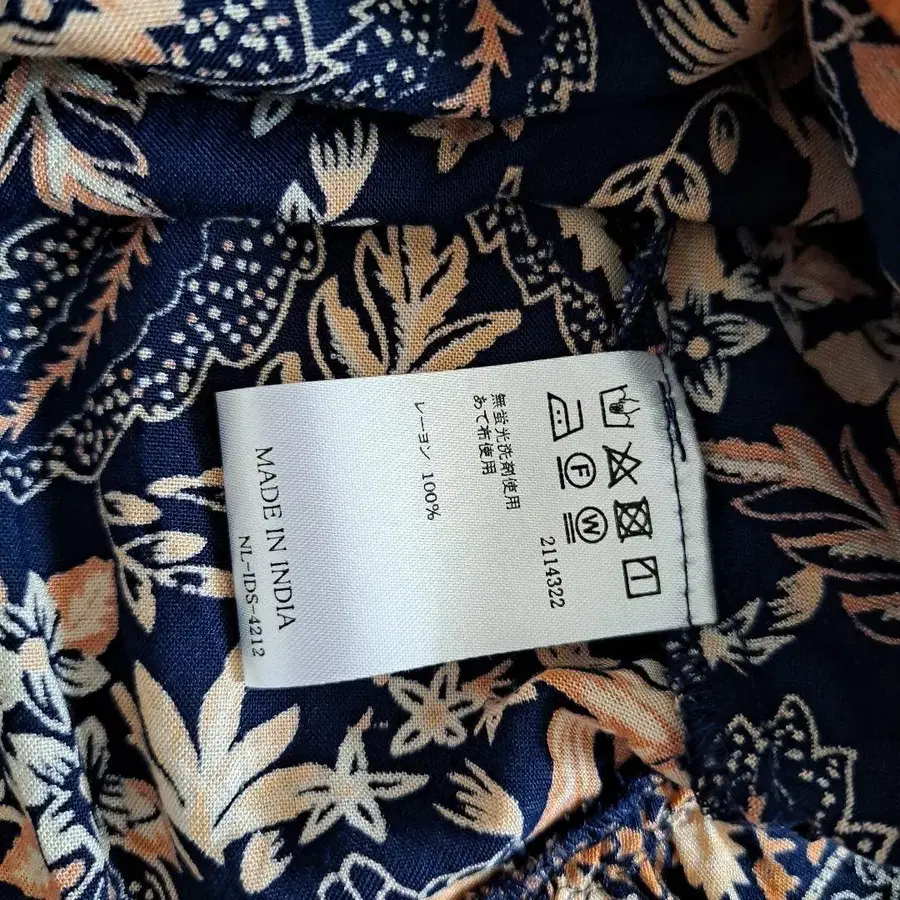 2114322
無蛍光洗剤使用
あて布使用
レーヨン 100%
MADE IN INDIA
NL-IDS-4212